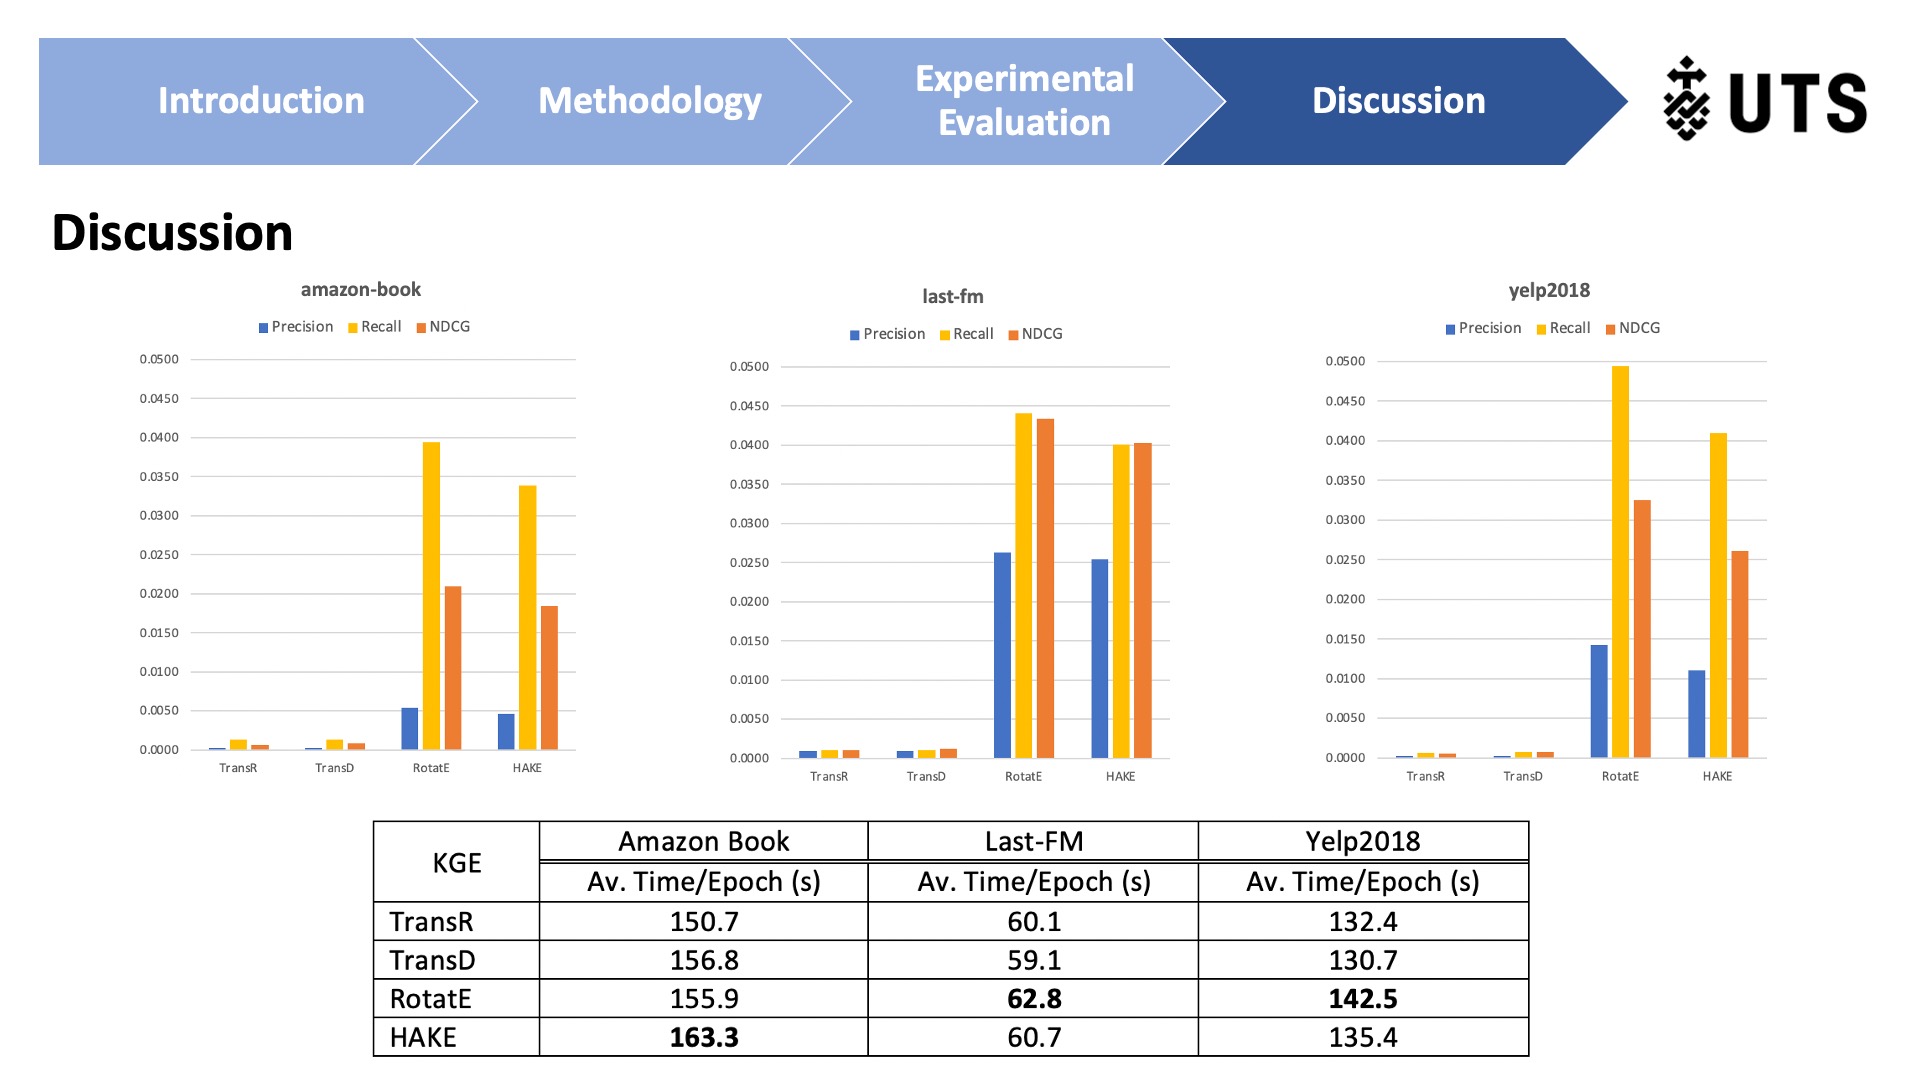 Introduction
Methodology
Experimental
Evaluation
Discussion
UTS
Discussion
amazon-book
Precision Recall NDCG
0.0500
0.0450
0.0400
0.0350
0.0300
0.0250
0.0200
0.0150
0.0100
0.0050
0.0000
TransR TransD RotatE HAKE
last-fm
Precision Recall NDCG
0.0500
0.0450
0.0400
0.0350
0.0300
0.0250
0.0200
0.0150
0.0100
0.0050
0.0000
TransR TransD RotatE HAKE
yelp2018
Precision Recall NDCG
0.0500
0.0450
0.0400
0.0350
0.0300
0.0250
0.0200
0.0150
0.0100
0.0050
0.0000
TransR TransD RotatE HAKE
KGE Amazon Book Last-FM Yelp2018
Av. Time/Epoch (s) Av. Time/Epoch (s) Av. Time/Epoch (s)
TransR 150.7 60.1 132.4
TransD 156.8 59.1 130.7
RotatE 155.9 62.8 142.5
HAKE 163.3 60.7 135.4